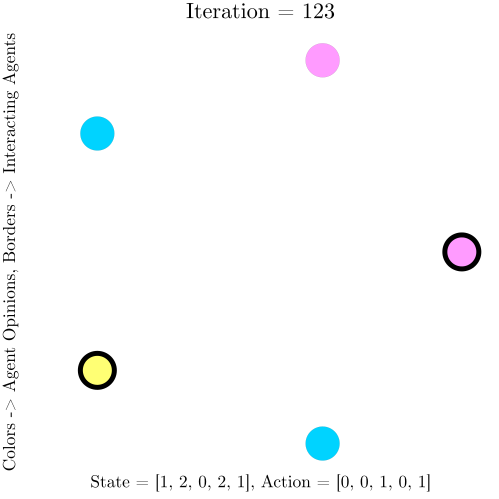 Iteration = 123
Colors -> Agent Opinions, Borders -> Interacting Agents
State = [1, 2, 0, 2, 1], Action = [0, 0, 1, 0, 1]